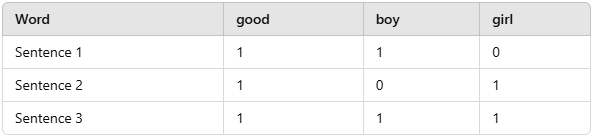 Word good boy girl
Sentence 1 1 1 0
Sentence 2 1 0 1
Sentence 3 1 1 1